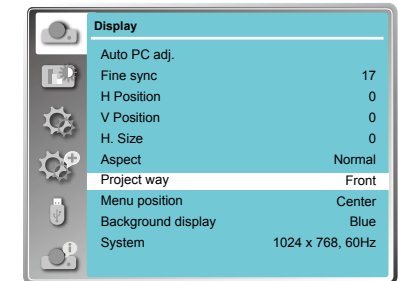 Display
Auto PC adj.
Fine sync 17
H Position 0
V Position 0
H. Size 0
Aspect Normal
Project way Front
Menu position Center
Background display Blue
System 1024 x 768, 60Hz